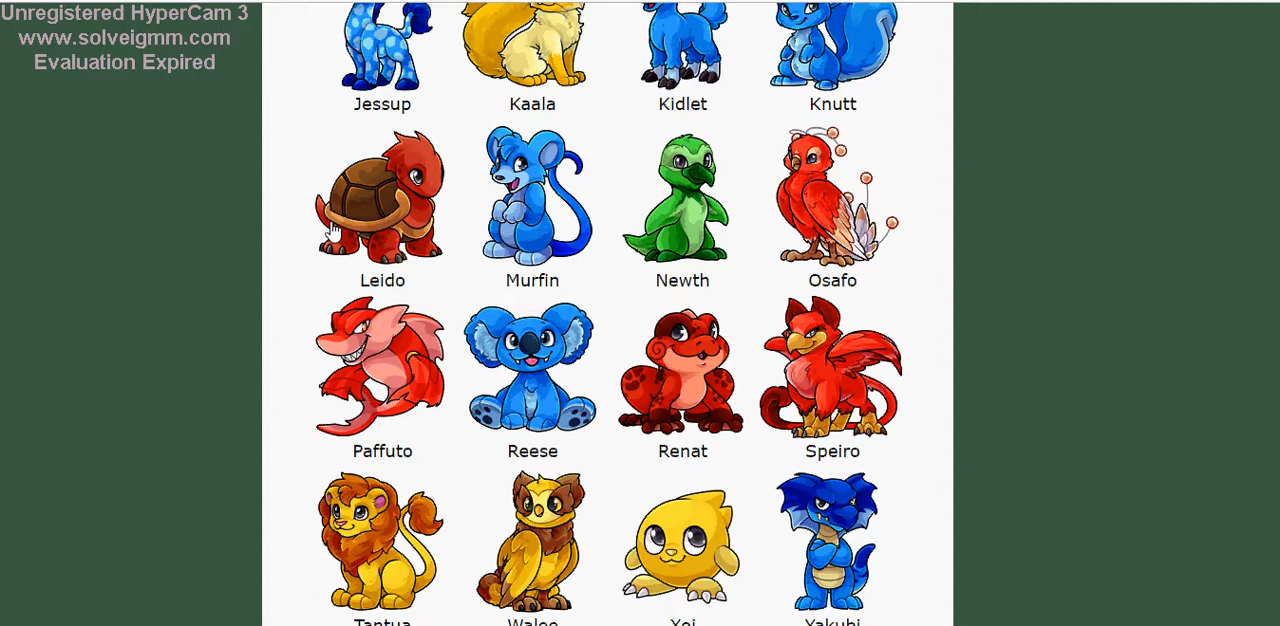 Unregistered HyperCam 3
www.solveigmm.com
Evaluation Expired
Jessup Kaala Kidlet Knutt
Leido Murfin Newth Osafo
Paffuto Reese Renat Speiro